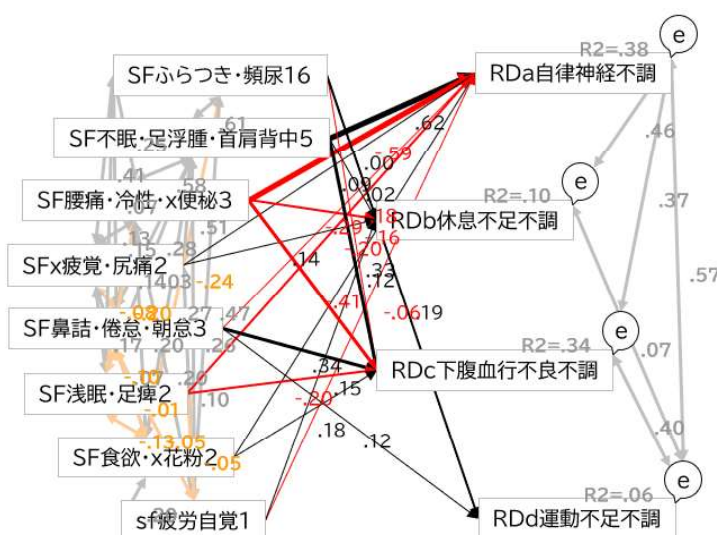 SFふらつき・頻尿16
SF不眠・足浮腫・首肩背中5
SF腰痛・冷性・x便秘3
SFx疲覚・尻痛2
SF鼻詰・倦怠・朝怠3
SF浅眠・足痺2
SF食欲・x花粉2
sf疲労自覚1
R2=.38
e
RDa自律神経不調
R2=.10
e
RDb休息不足不調
R2=.34
e
RDc下腹血行不良不調
R2=.06
e
RDd運動不足不調
.61
.41
.58
.51
.13
.28
-.24
.47
.17
.20
.26
.10
-.01
-.05
.62
-.59
.00
.09
.02
-.29
.16
-.20
.14
.33
.12
-.41
-.06
.19
.34
.15
-.20
.18
.12
.46
.37
.57
.07
.40